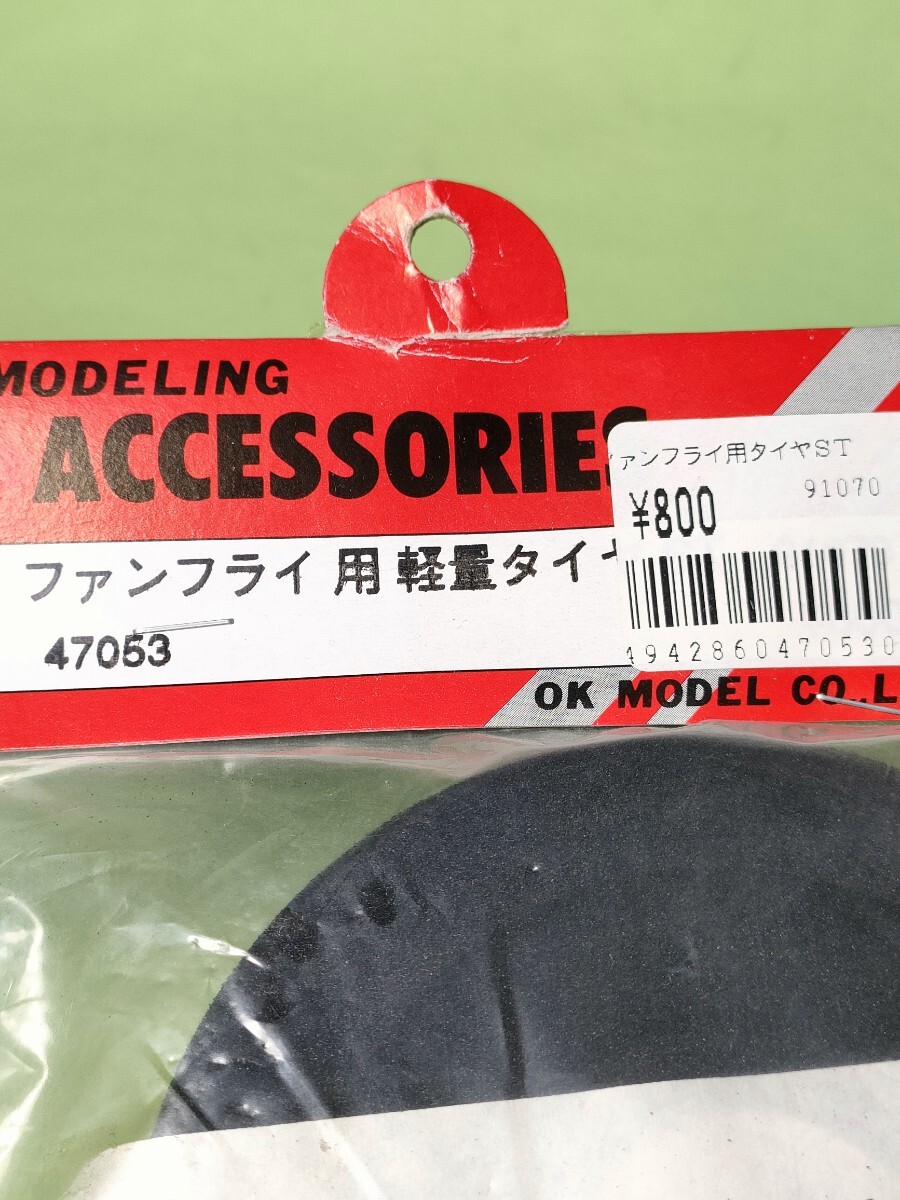 MODELING
ACCESSORIES
ァンフライ用タイヤST
91070
¥800
4942860470530
ファンフライ用軽量タイヤ
47053
OK MODEL CO.,L